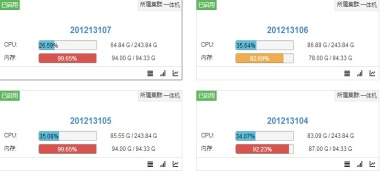 已启用
所属集群 一体机
201213107
CPU: 26.59% 64.84 G / 243.84 G
内存: 99.65% 94.00 G / 94.33 G
已启用
所属集群 一体机
201213106
CPU: 35.64% 86.89 G / 243.84 G
内存: 82.69% 78.00 G / 94.33 G
已启用
所属集群 一体机
201213105
CPU: 35.08% 85.55 G / 243.84 G
内存: 99.65% 94.00 G / 94.33 G
已启用
所属集群 一体机
201213104
CPU: 34.07% 83.09 G / 243.84 G
内存: 92.23% 87.00 G / 94.33 G